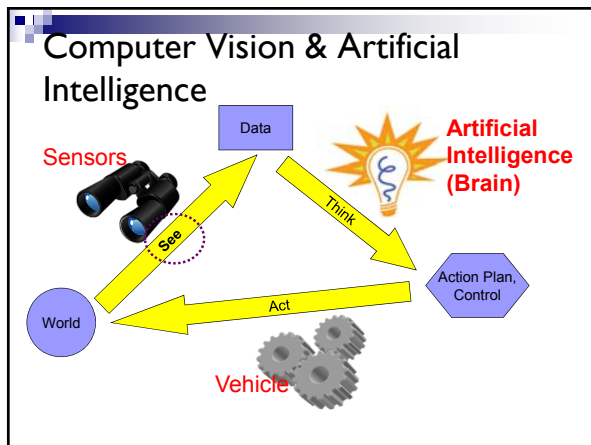 Computer Vision & Artificial
Intelligence
Data
Sensors
Artificial
Intelligence
(Brain)
See
Think
Action Plan,
Control
Act
World
Vehicle